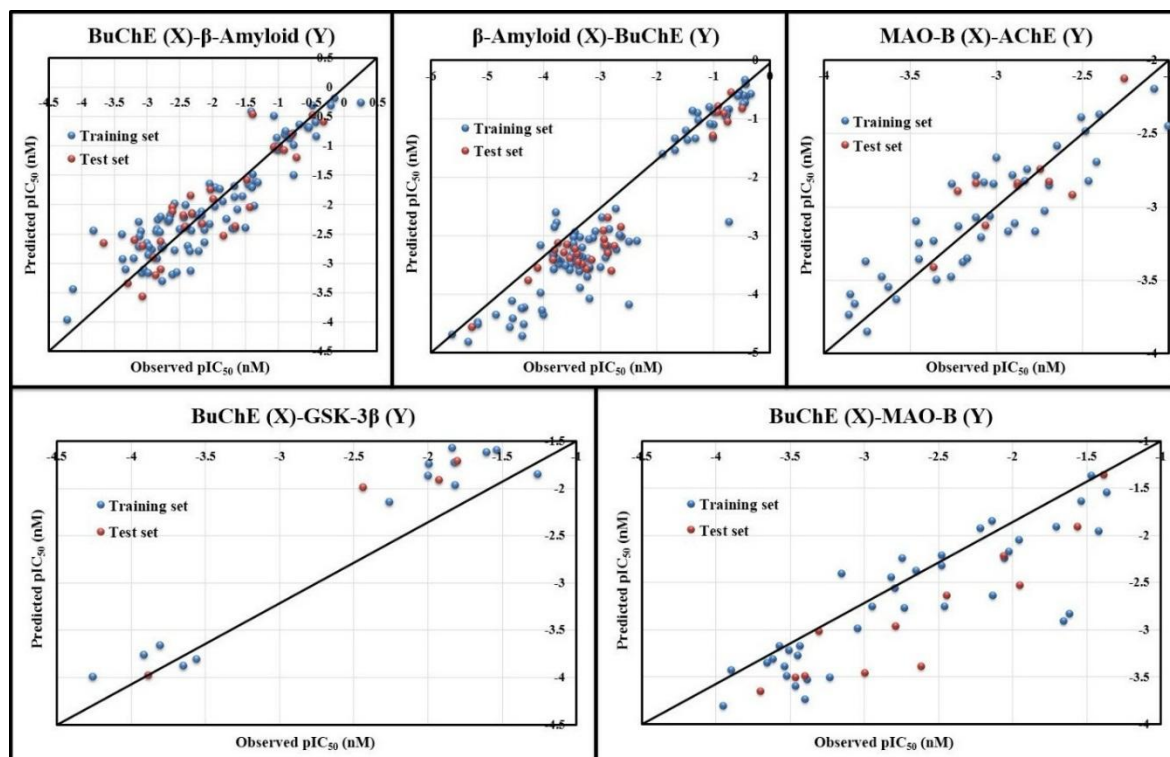 BuChE (X)-β-Amyloid (Y)
-4.5 -4 -3.5 -3 -2.5 -2 -1.5 -1 -0.5 0 0.5
0.5
0
-0.5
-1
-1.5
-2
-2.5
-3
-3.5
-4
-4.5
Training set
Test set
Predicted pIC50 (nM)
Observed pIC50 (nM)
β-Amyloid (X)-BuChE (Y)
-6 -5 -4 -3 -2 -1 0
0
-1
-2
-3
-4
-5
Training set
Test set
Predicted pIC50 (nM)
Observed pIC50 (nM)
MAO-B (X)-AChE (Y)
-4 -3.5 -3 -2.5 -2
-2.5
-3
-3.5
-4
Training set
Test set
Predicted pIC50 (nM)
Observed pIC50 (nM)
BuChE (X)-GSK-3β (Y)
-4.5 -4 -3.5 -3 -2.5 -2 -1.5 -1
-1.5
-2
-2.5
-3
-3.5
-4
-4.5
Training set
Test set
Predicted pIC50 (nM)
Observed pIC50 (nM)
BuChE (X)-MAO-B (Y)
-4.5 -4 -3.5 -3 -2.5 -2 -1.5 -1
-1
-1.5
-2
-2.5
-3
-3.5
-4
Training set
Test set
Predicted pIC50 (nM)
Observed pIC50 (nM)